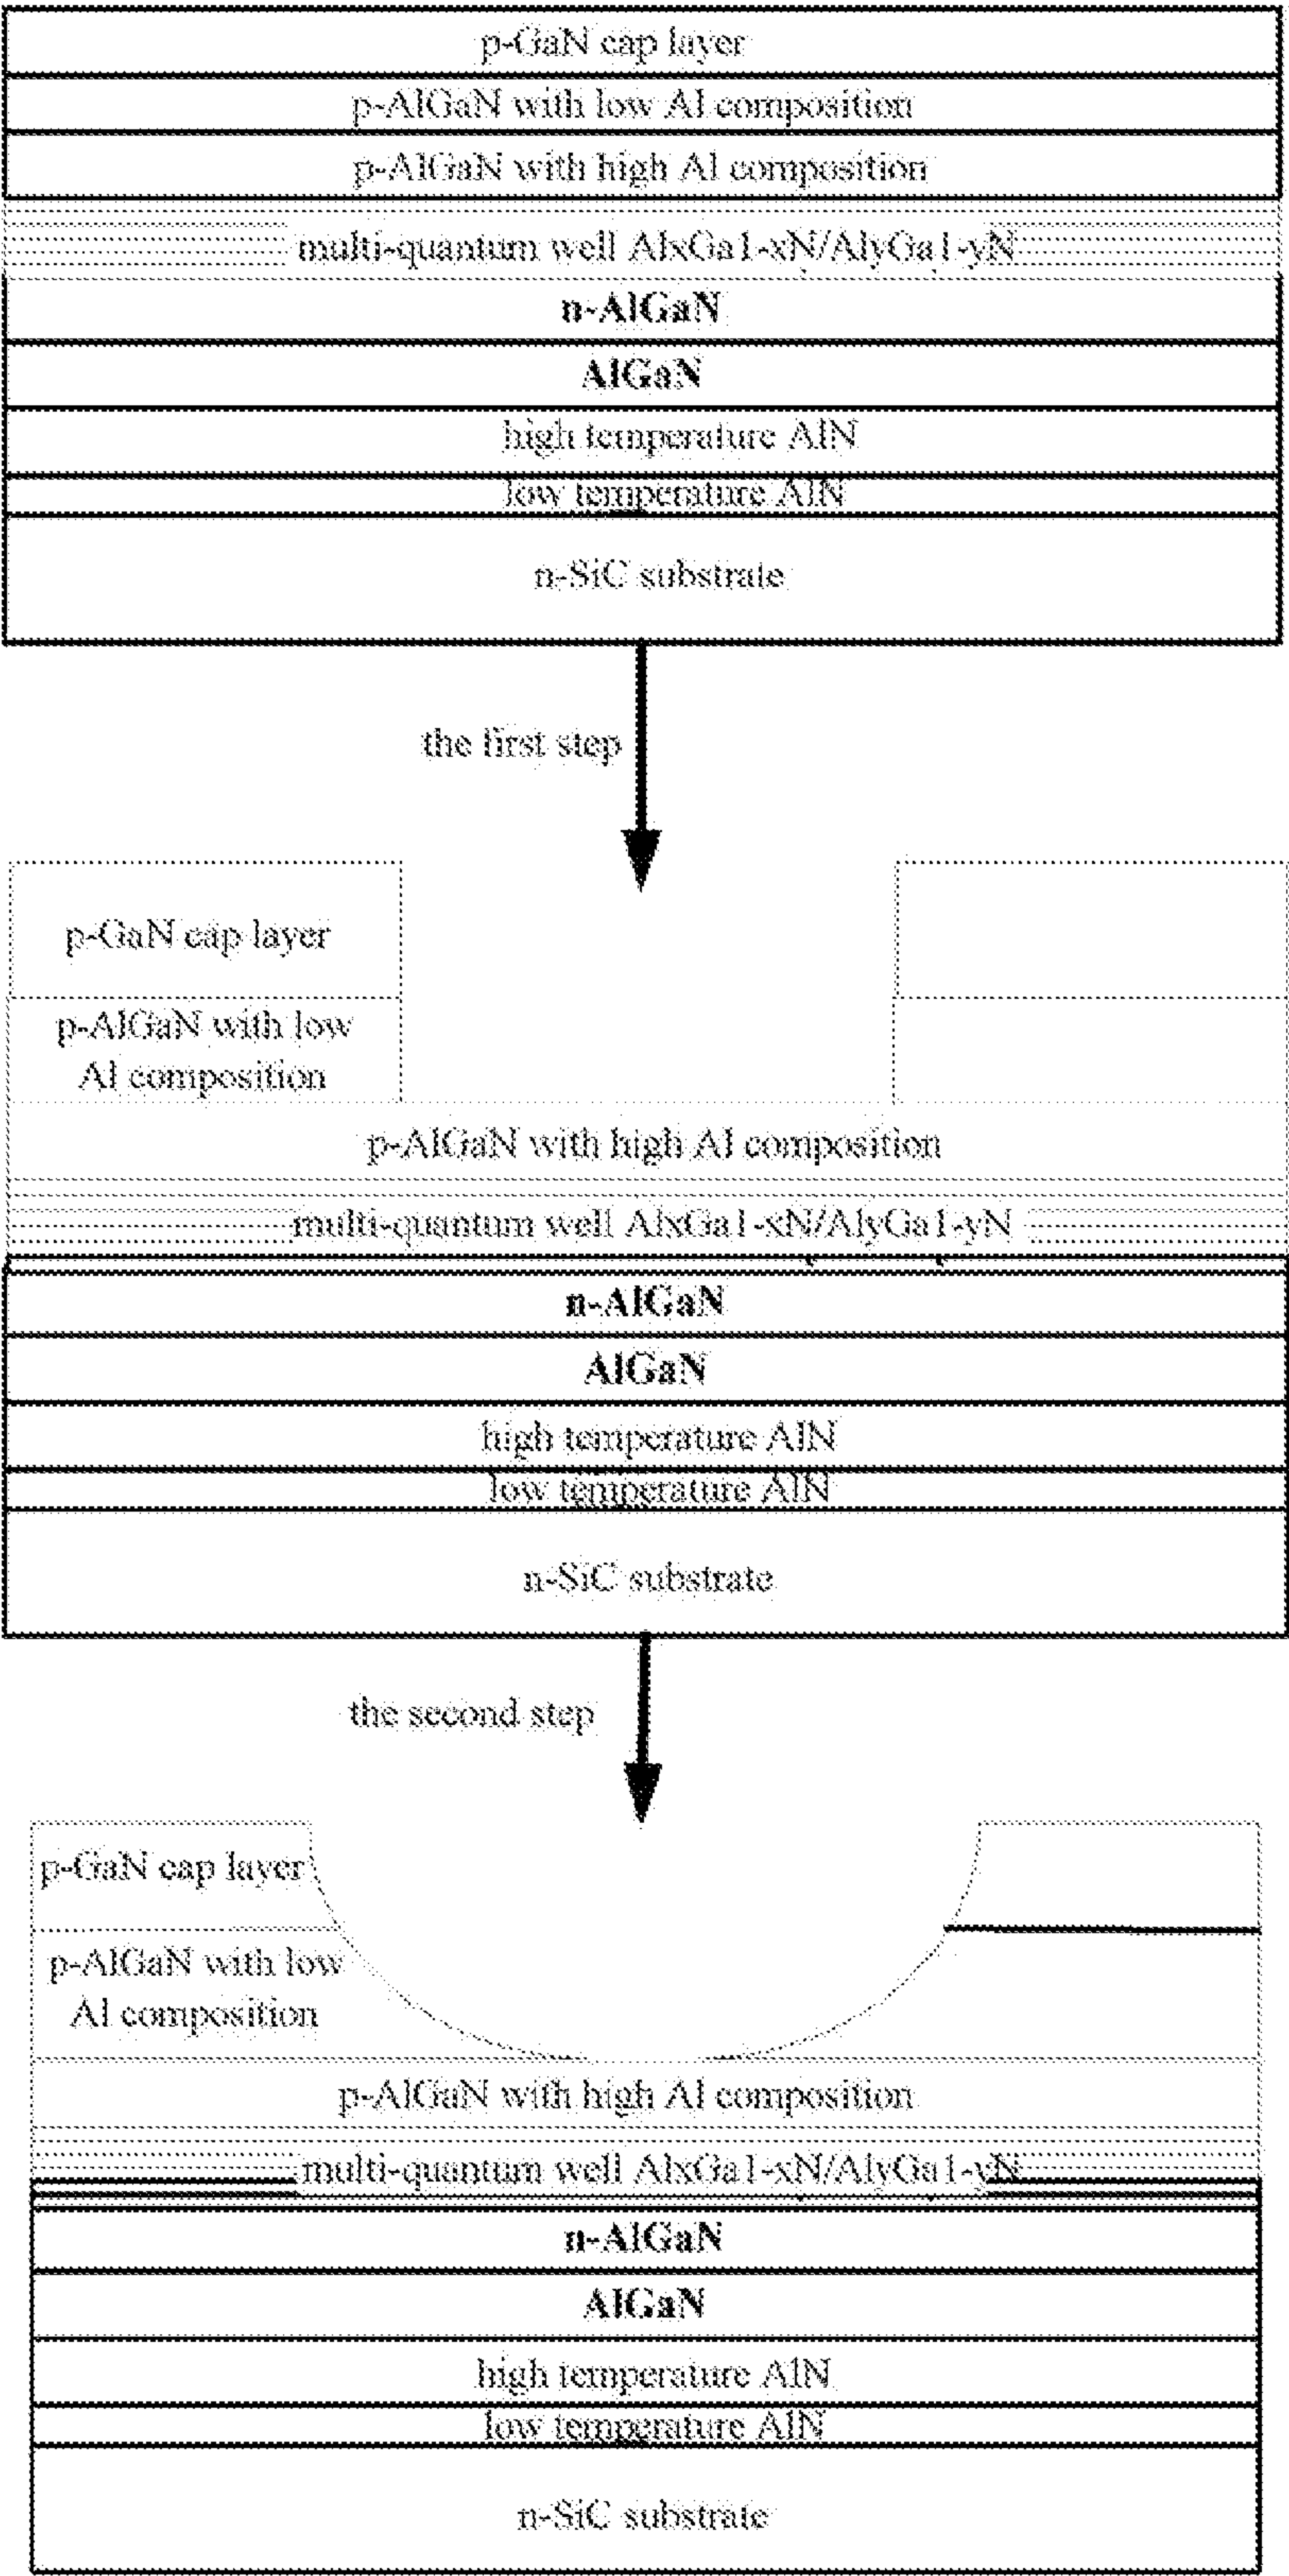 p-GaN cap layer
p-AlGaN with low Al composition
p-AlGaN with high Al composition
multi-quantum well AlxGa1-xN/AlyGa1-yN
n-AlGaN
AlGaN
high temperature AlN
low temperature AlN
n-SiC substrate
the first step
p-GaN cap layer
p-AlGaN with low
Al composition
p-AlGaN with high Al composition
multi-quantum well AlxGa1-xN/AlyGa1-yN
n-AlGaN
AlGaN
high temperature AlN
low temperature AlN
n-SiC substrate
the second step
p-GaN cap layer
p-AlGaN with low
Al composition
p-AlGaN with high Al composition
multi-quantum well AlxGa1-xN/AlyGa1-yN
n-AlGaN
AlGaN
high temperature AlN
low temperature AlN
n-SiC substrate